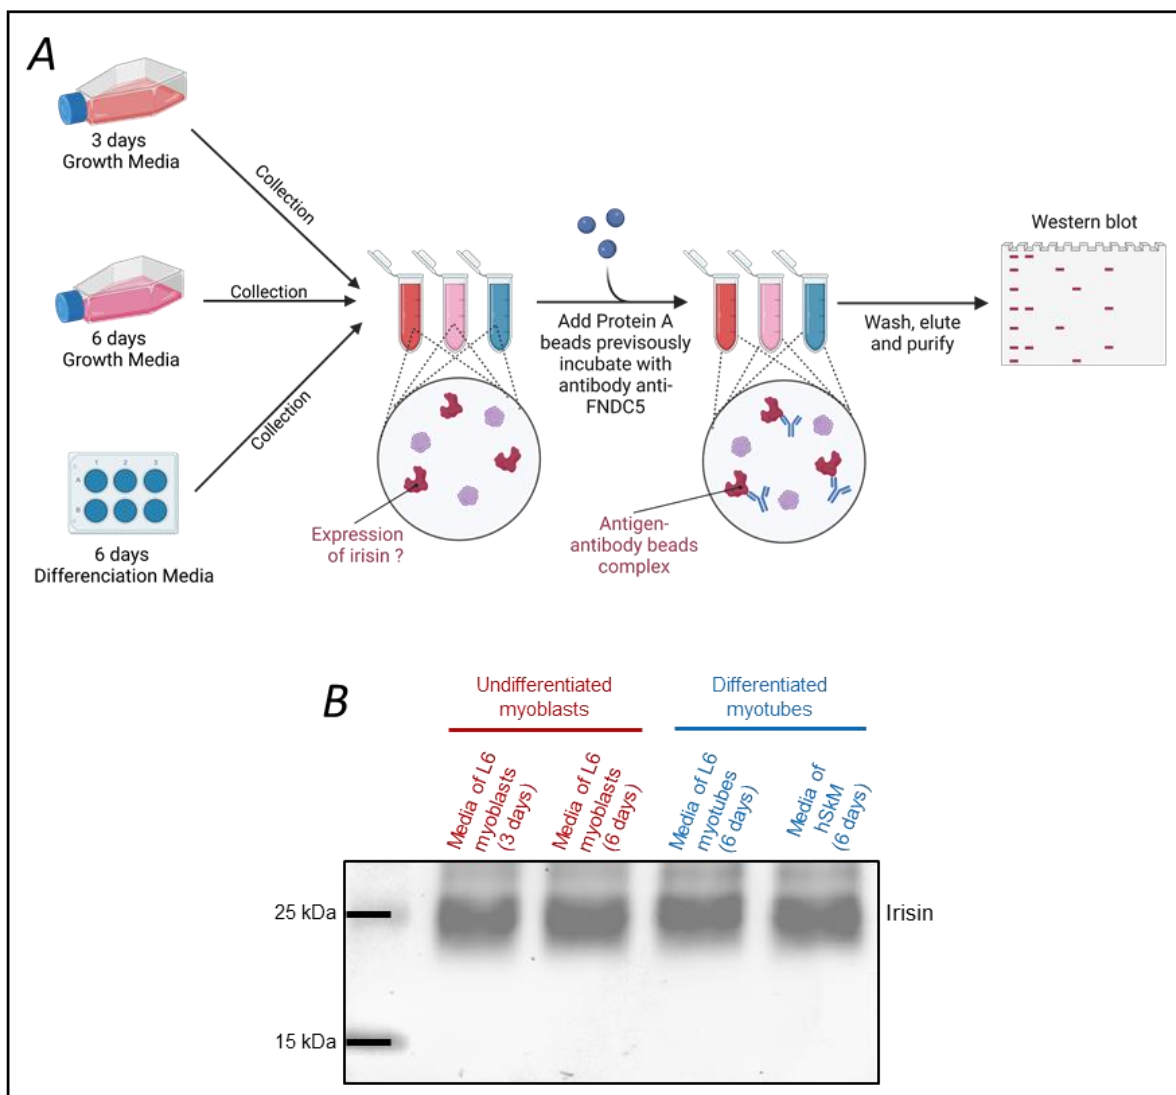 A
3 days
Growth Media
Collection
6 days
Growth Media
Collection
6 days
Differenciation Media
Collection
1 2 3
A
B
Expression
of irisin ?
Add Protein A
beads previsously
incubate with
antibody anti-
FNDC5
Antigen-
antibody beads
complex
Wash, elute
and purify
Western blot
B
Undifferentiated
myoblasts
Differentiated
myotubes
Media of L6
myoblasts
(3 days)
Media of L6
myoblasts
(6 days)
Media of L6
myotubes
(6 days)
Media of
hSkM
(6 days)
25 kDa
Irisin
15 kDa